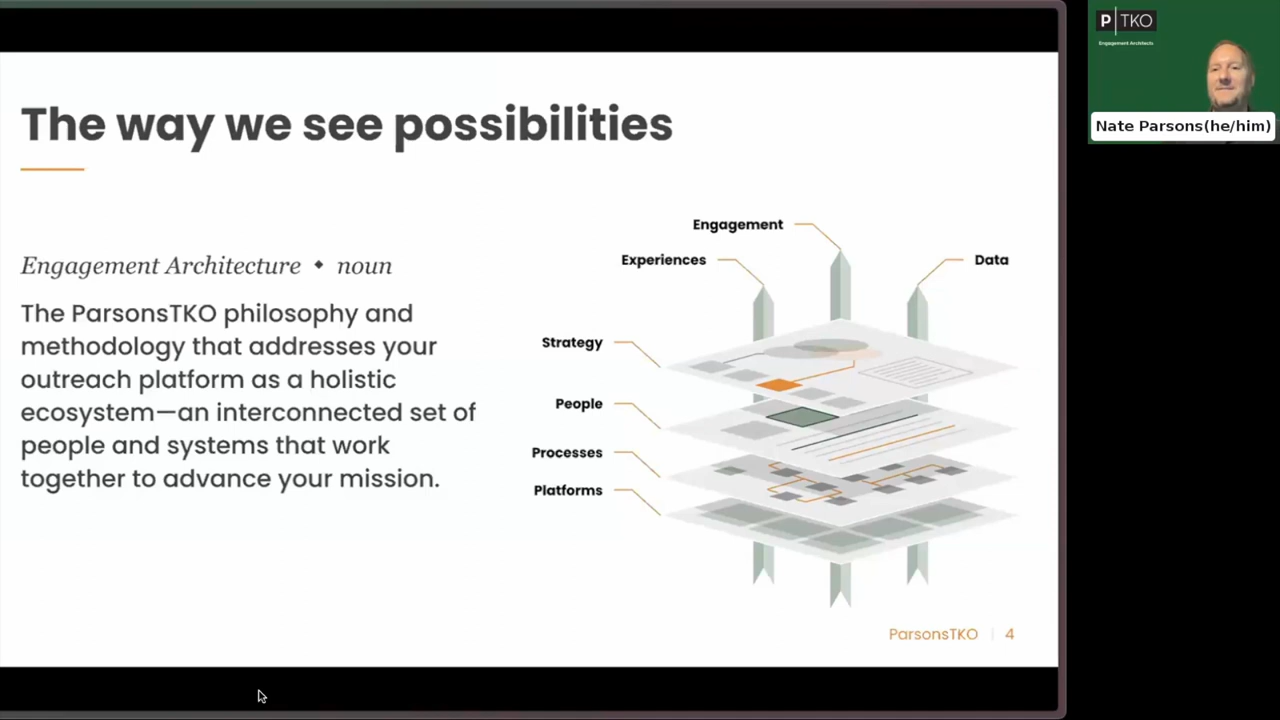 The way we see possibilities
Engagement Architecture ◆ noun
The ParsonsTKO philosophy and
methodology that addresses your
outreach platform as a holistic
ecosystem—an interconnected set of
people and systems that work
together to advance your mission.
Engagement
Experiences
Data
Strategy
People
Processes
Platforms
ParsonsTKO | 4
P | TKO
Engagement Architects
Nate Parsons(he/him)